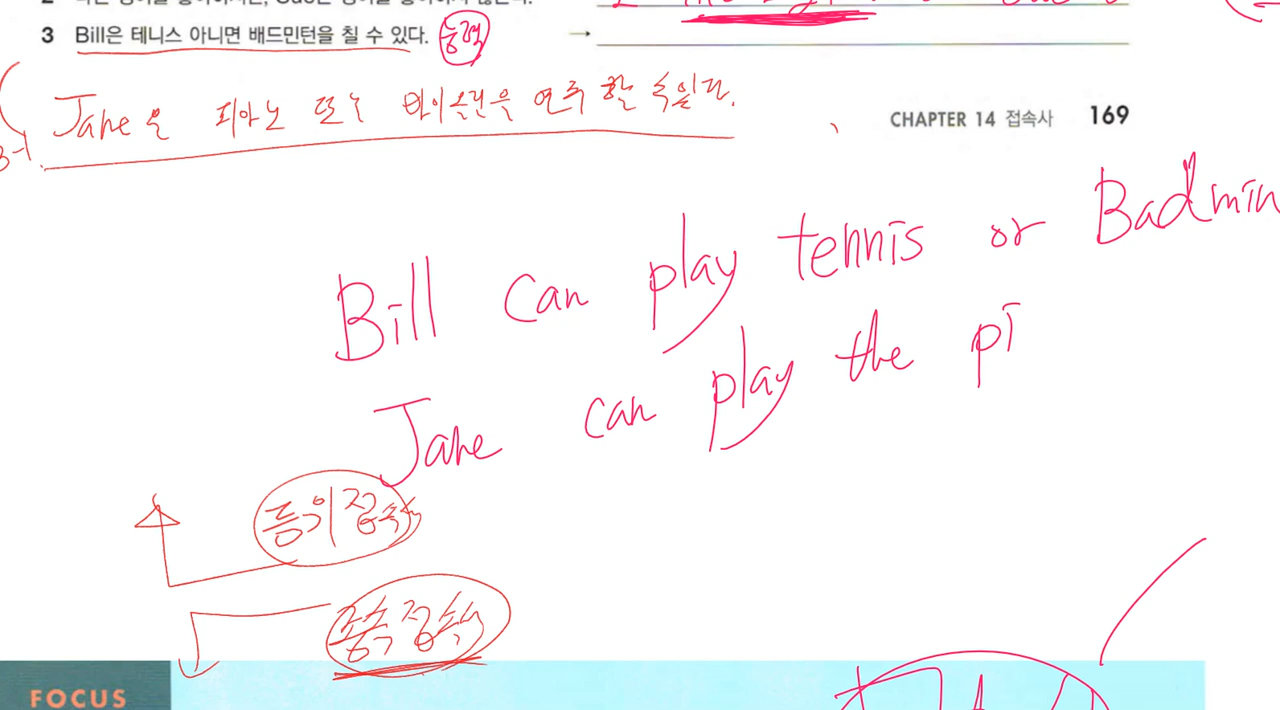 3 Bill은 테니스 아니면 배드민턴을 칠 수 있다. 능력 →
Jane은 피아노 또는 바이올린을 연주 할 수 있다.
CHAPTER 14 접속사 169
Bill can play tennis or Badmin
Jane can play the pi
등위접속사
종속접속사
FOCUS